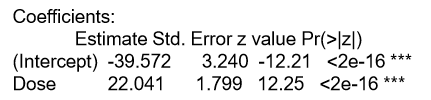 Coefficients:
Estimate Std. Error z value Pr(>|z|)
(Intercept) -39.572 3.240 -12.21 <2e-16 ***
Dose 22.041 1.799 12.25 <2e-16 ***